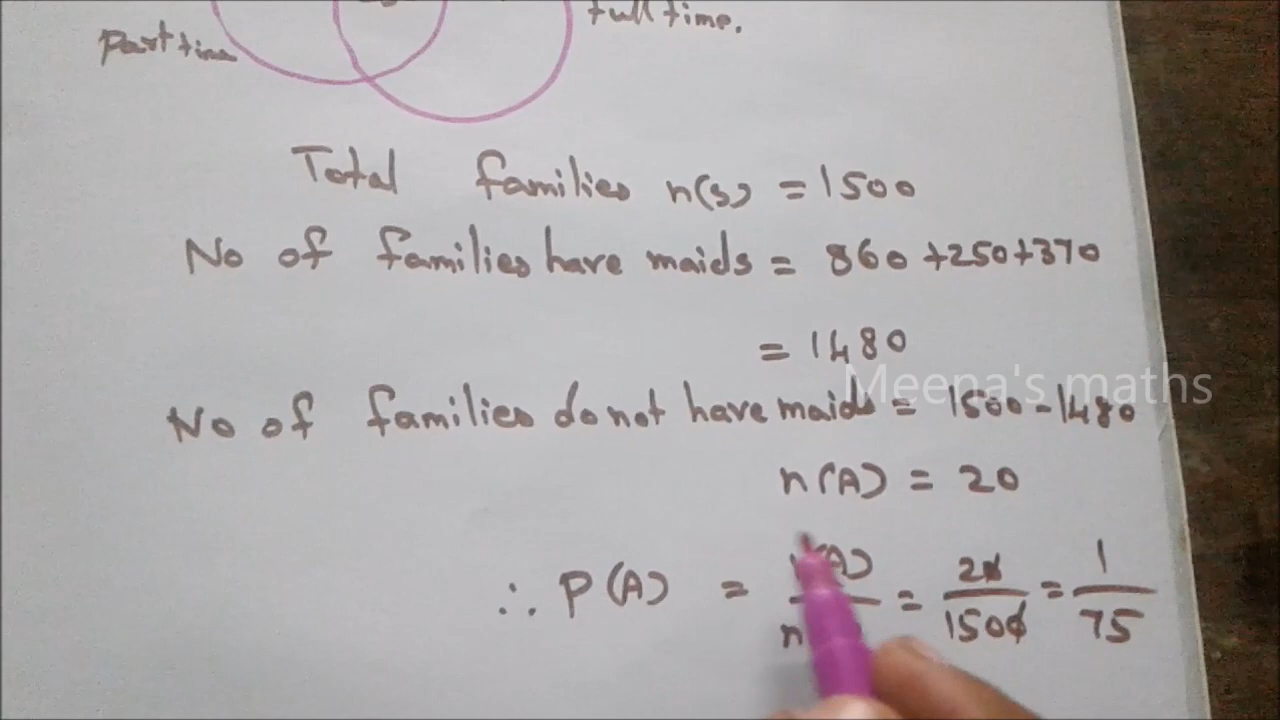 full time.
Part time
Total families n(s) = 1500
No of families have maids = 860 + 250 + 370
= 1480
Meena's maths
No of families do not have maids = 1500 - 1480
n(A) = 20
∴ P(A) = (A) / n = 20 / 1500 = 1 / 75